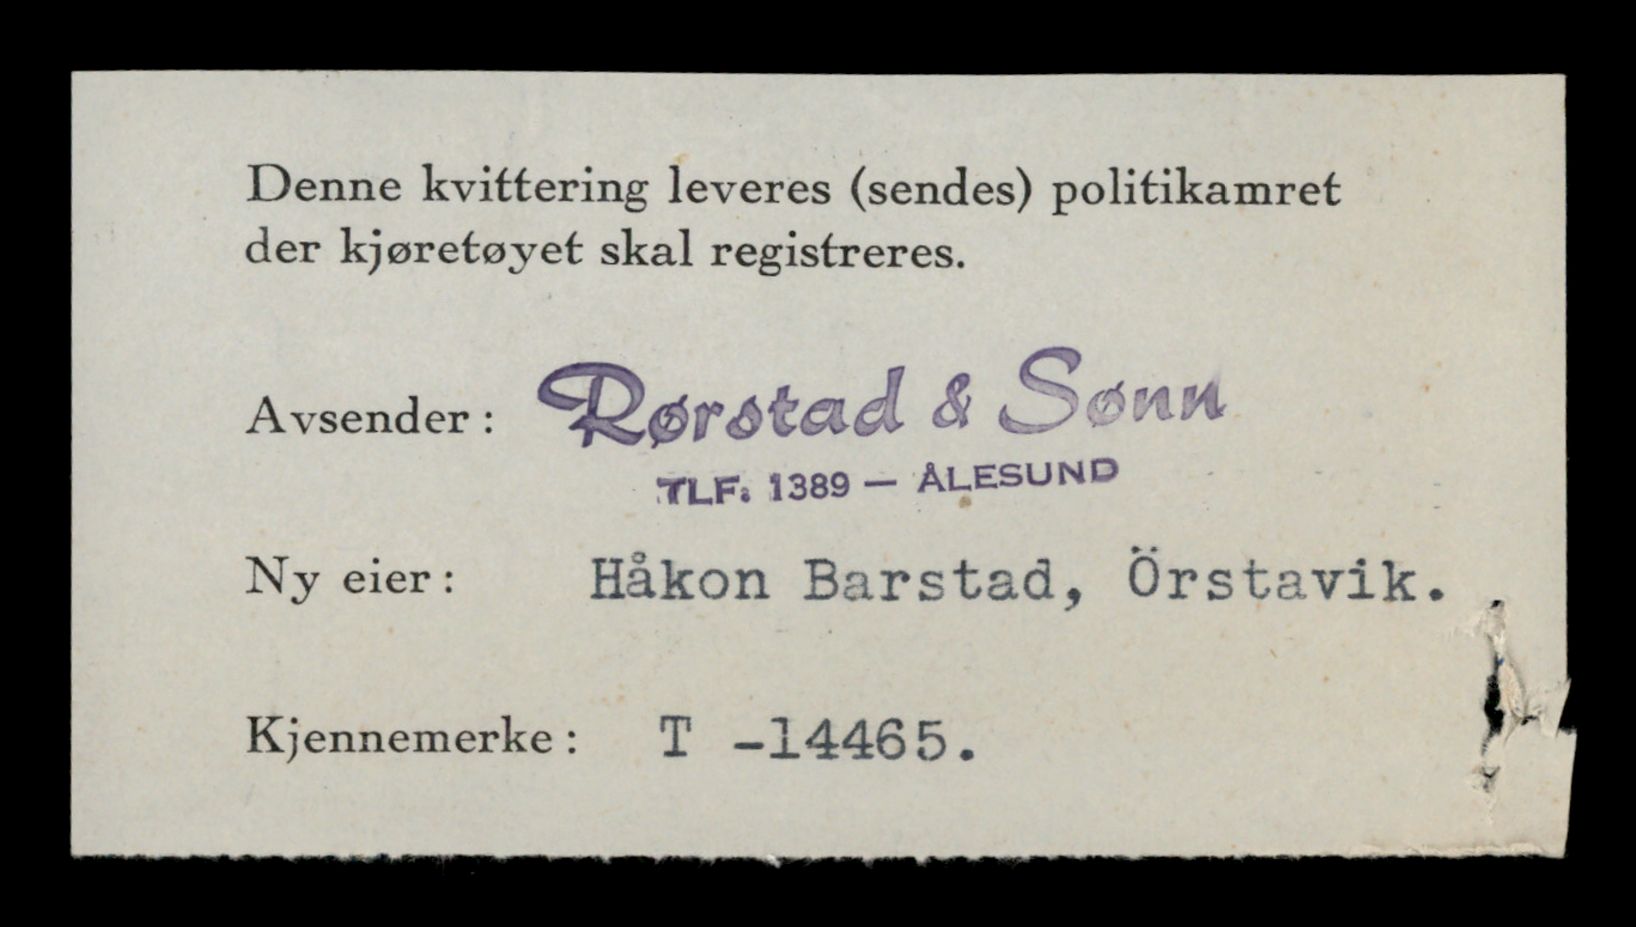 Denne kvittering leveres (sendes) politikamret
der kjøretøyet skal registreres.
Avsender: Rørstad & Sønn
TLF. 1389 — ÅLESUND
Ny eier: Håkon Barstad, Örstavik.
Kjennemerke: T -14465.